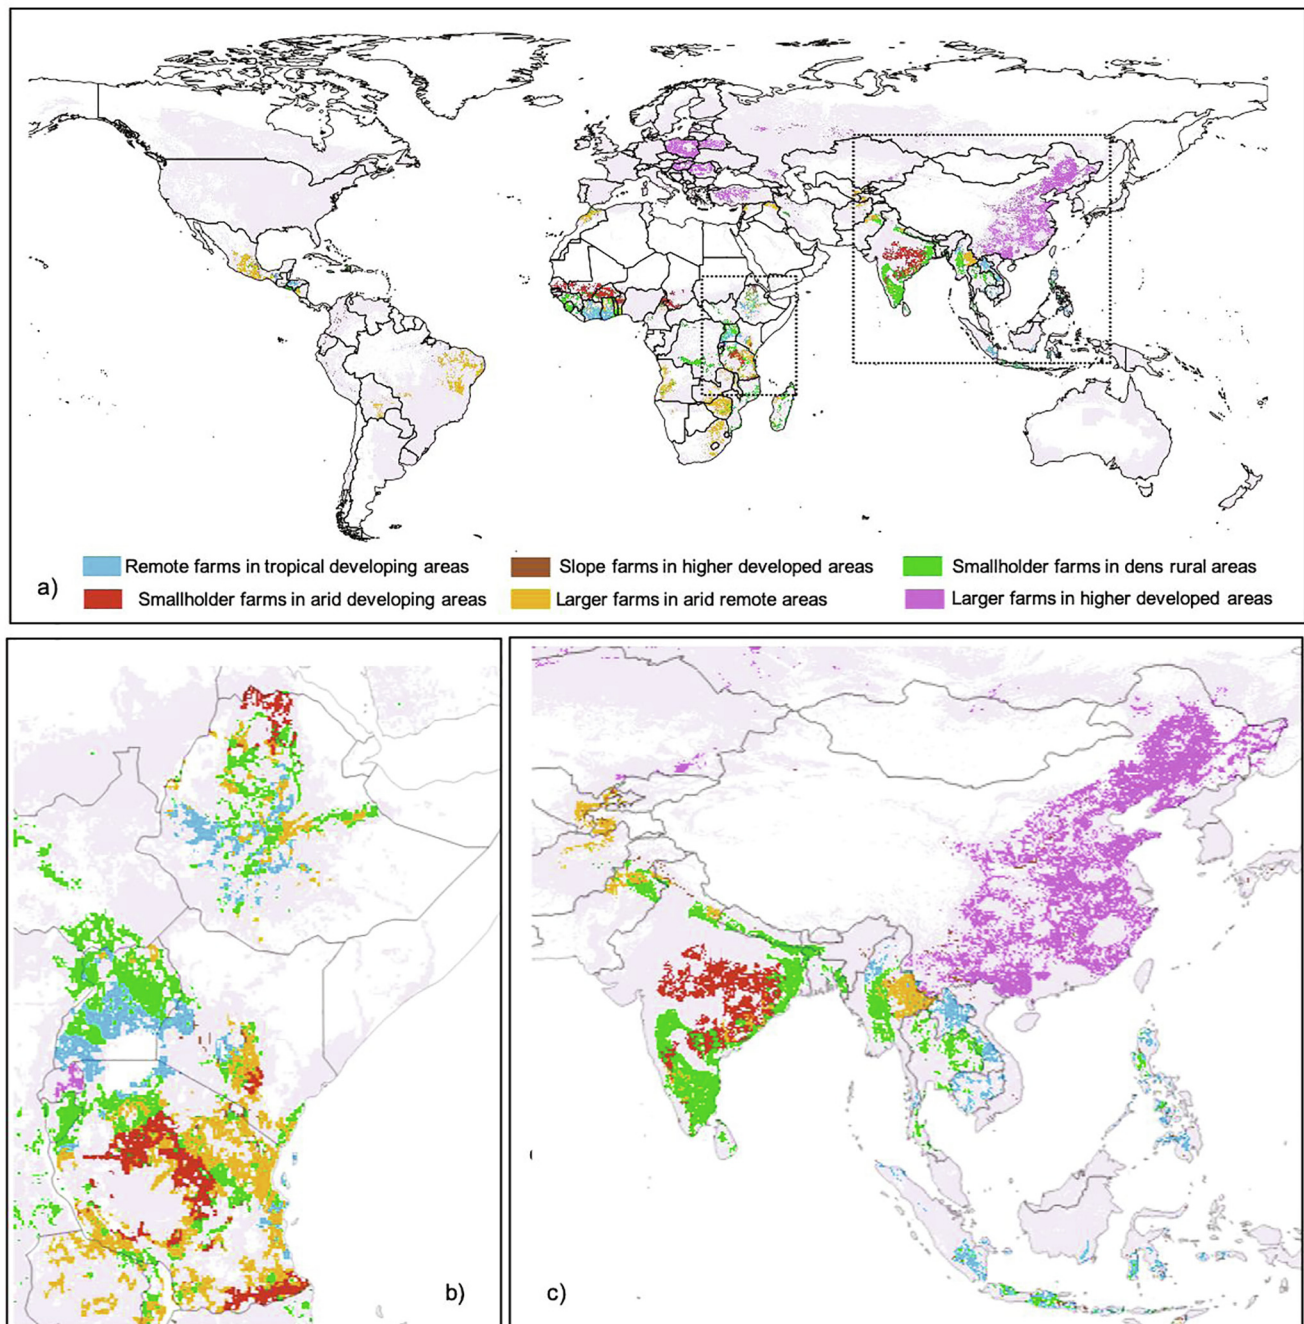 Remote farms in tropical developing areas
Slope farms in higher developed areas
Smallholder farms in dens rural areas
a)
Smallholder farms in arid developing areas
Larger farms in arid remote areas
Larger farms in higher developed areas
b)
c)